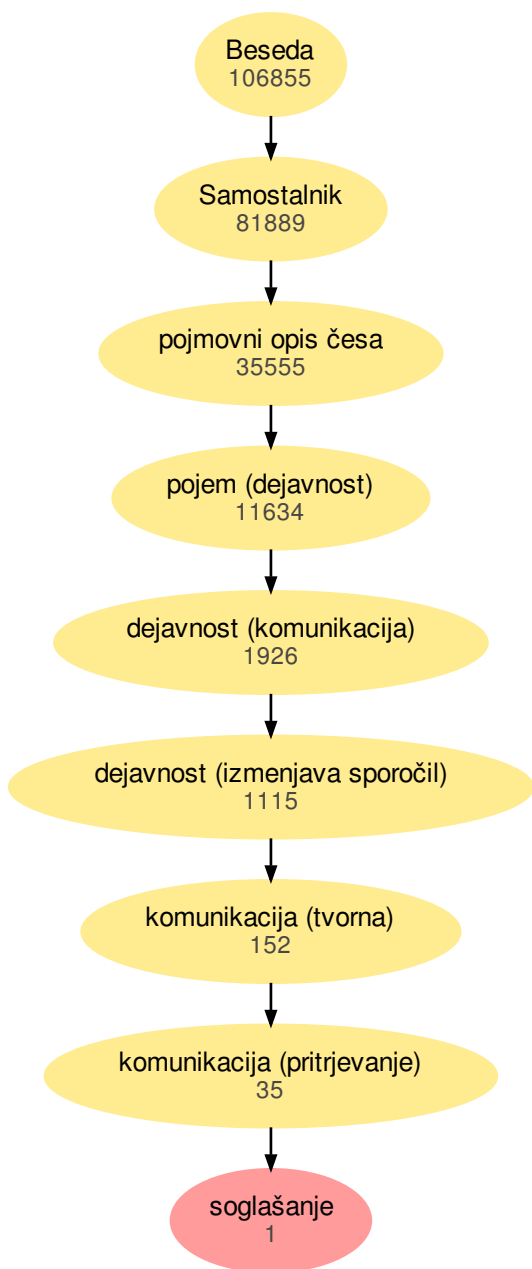 Beseda
106855
Samostalnik
81889
pojmovni opis česa
35555
pojem (dejavnost)
11634
dejavnost (komunikacija)
1926
dejavnost (izmenjava sporočil)
1115
komunikacija (tvorna)
152
komunikacija (pritrjevanje)
35
soglašanje
1